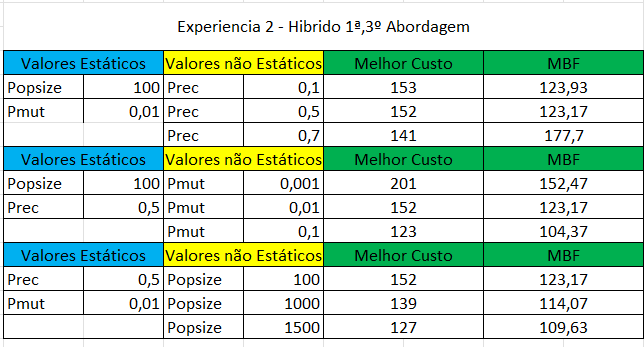 Experiencia 2 - Hibrido 1ª,3º Abordagem
Valores Estáticos Valores não Estáticos Melhor Custo MBF
Popsize 100 Prec 0,1 153 123,93
Pmut 0,01 Prec 0,5 152 123,17
Prec 0,7 141 177,7
Valores Estáticos Valores não Estáticos Melhor Custo MBF
Popsize 100 Pmut 0,001 201 152,47
Prec 0,5 Pmut 0,01 152 123,17
Pmut 0,1 123 104,37
Valores Estáticos Valores não Estáticos Melhor Custo MBF
Prec 0,5 Popsize 100 152 123,17
Pmut 0,01 Popsize 1000 139 114,07
Popsize 1500 127 109,63